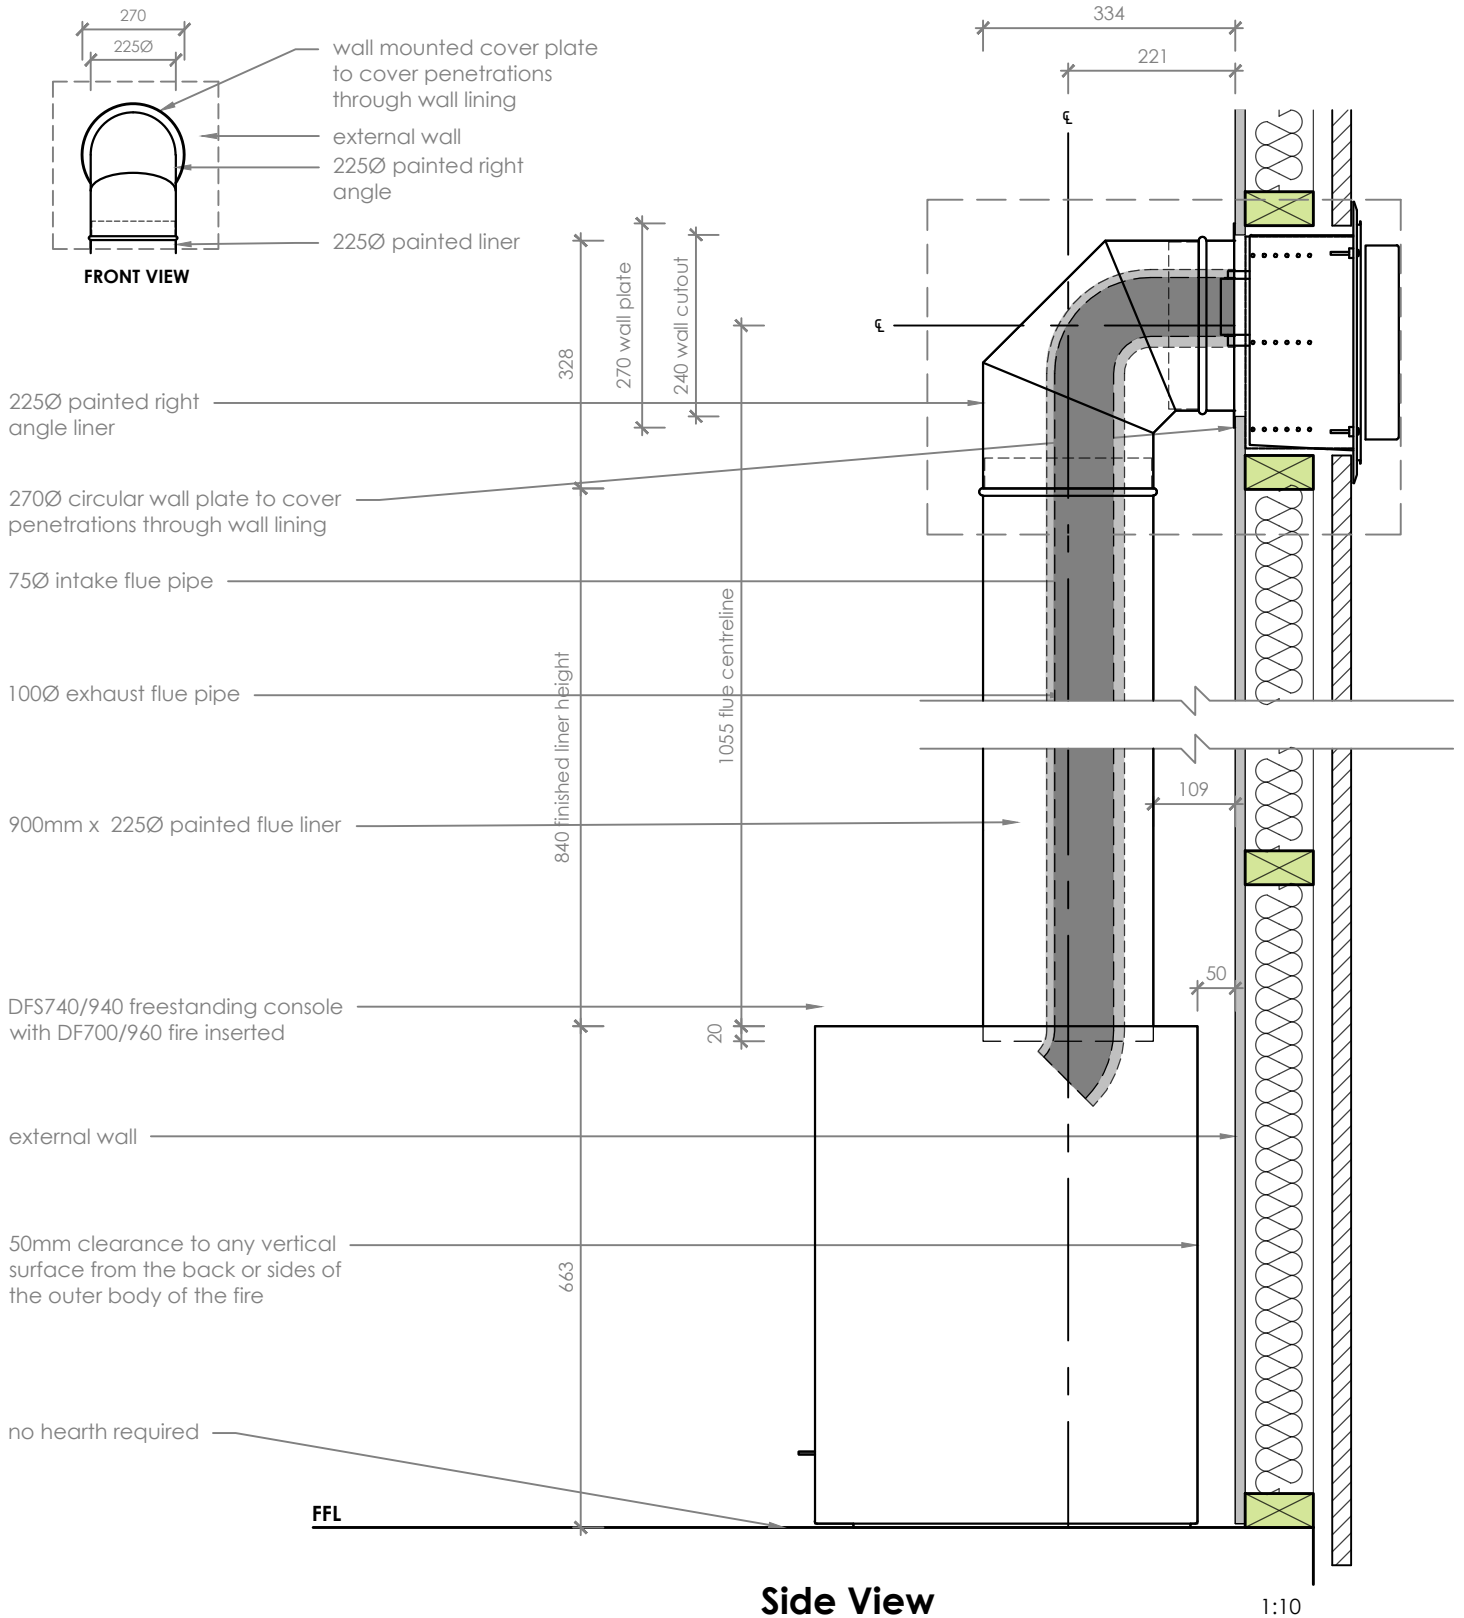 270
225Ø
wall mounted cover plate
to cover penetrations
through wall lining
external wall
225Ø painted right
angle
225Ø painted liner
FRONT VIEW
334
221
℄
℄
328
270 wall plate
240 wall cutout
225Ø painted right
angle liner
270Ø circular wall plate to cover
penetrations through wall lining
75Ø intake flue pipe
100Ø exhaust flue pipe
840 finished liner height
1055 flue centreline
109
900mm x 225Ø painted flue liner
50
DFS740/940 freestanding console
with DF700/960 fire inserted
20
external wall
50mm clearance to any vertical
surface from the back or sides of
the outer body of the fire
663
no hearth required
FFL
Side View
1:10